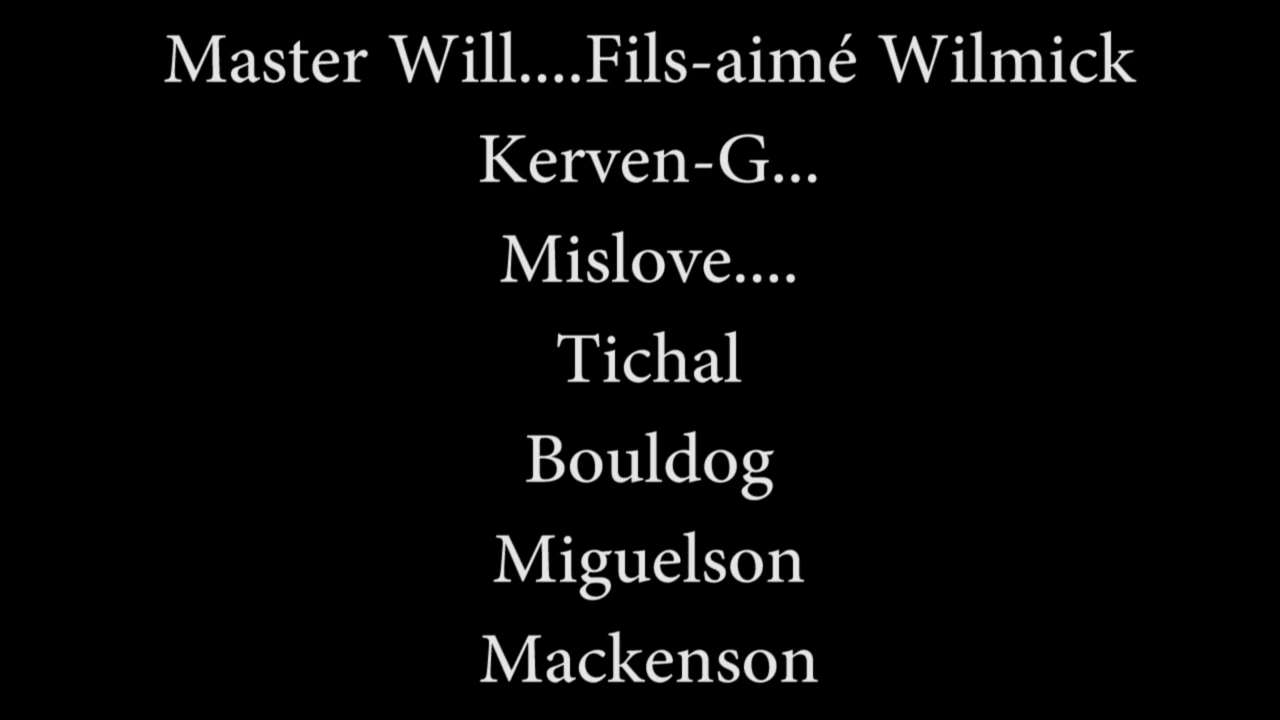 Master Will....Fils-aimé Wilmick
Kerven-G...
Mislove....
Tichal
Bouldog
Miguelson
Mackenson